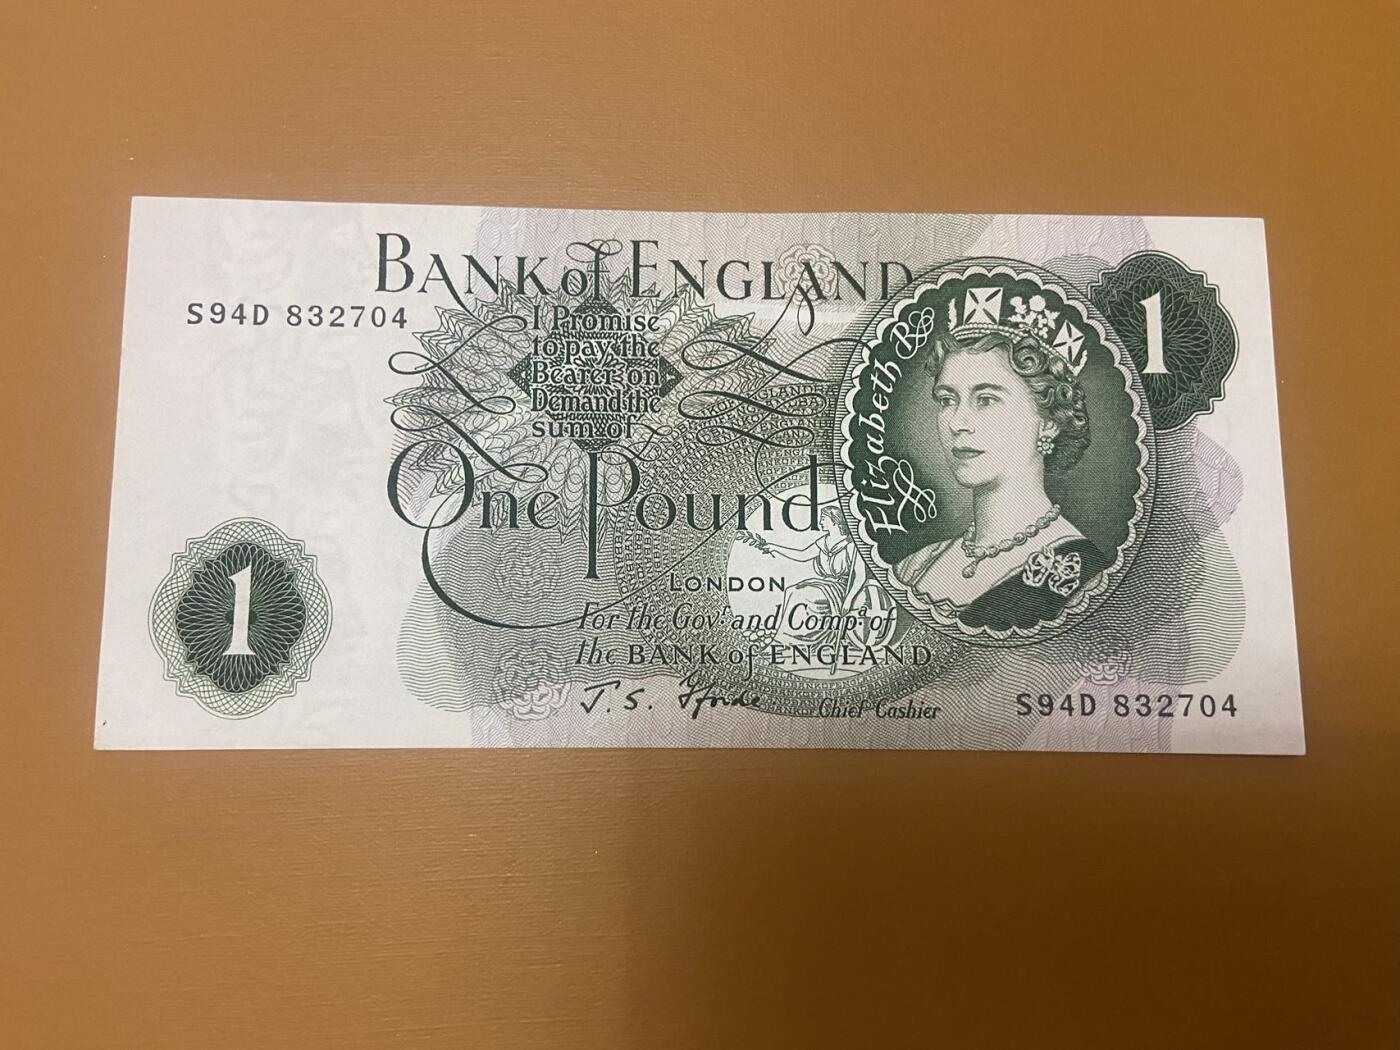 BANK of ENGLAND
S94D 832704
I Promise
to pay the
Bearer on
Demand the
sum of
One Pound
LONDON
For the Govr. and Compa. of
the BANK of ENGLAND
J. S. Fforde
Chief Cashier
S94D 832704
Elizabeth R
1
1